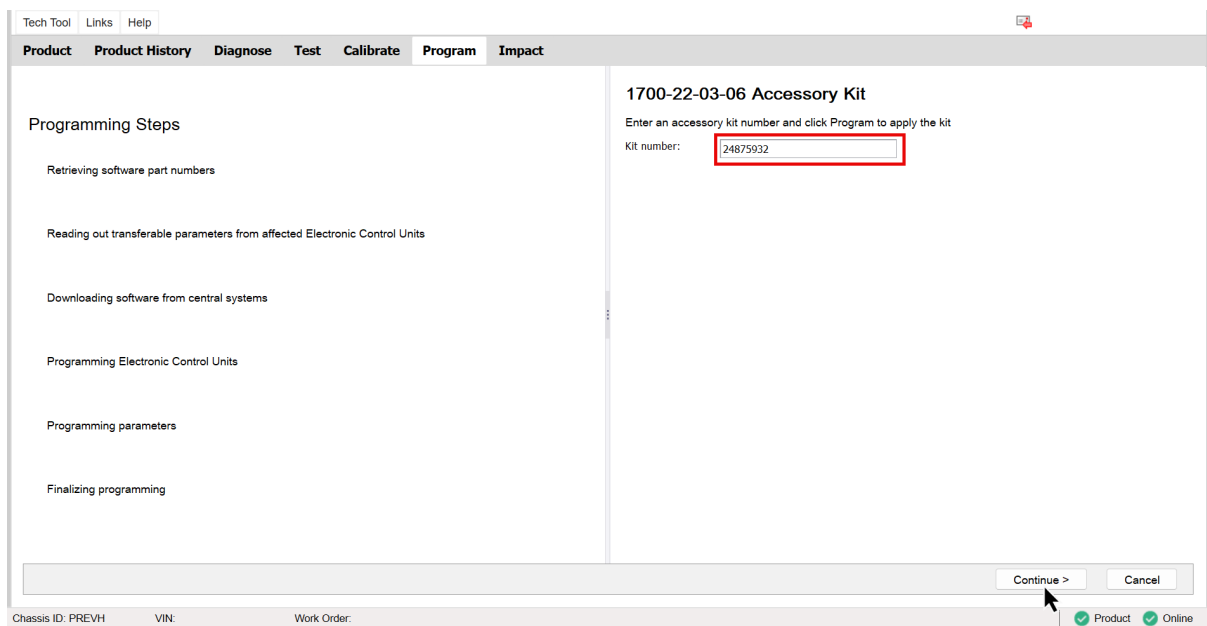 Tech Tool Links Help
Product Product History Diagnose Test Calibrate Program Impact
Programming Steps
Retrieving software part numbers
Reading out transferable parameters from affected Electronic Control Units
Downloading software from central systems
Programming Electronic Control Units
Programming parameters
Finalizing programming
1700-22-03-06 Accessory Kit
Enter an accessory kit number and click Program to apply the kit
Kit number: 24875932
Continue > Cancel
Chassis ID: PREVH VIN: Work Order: Product Online